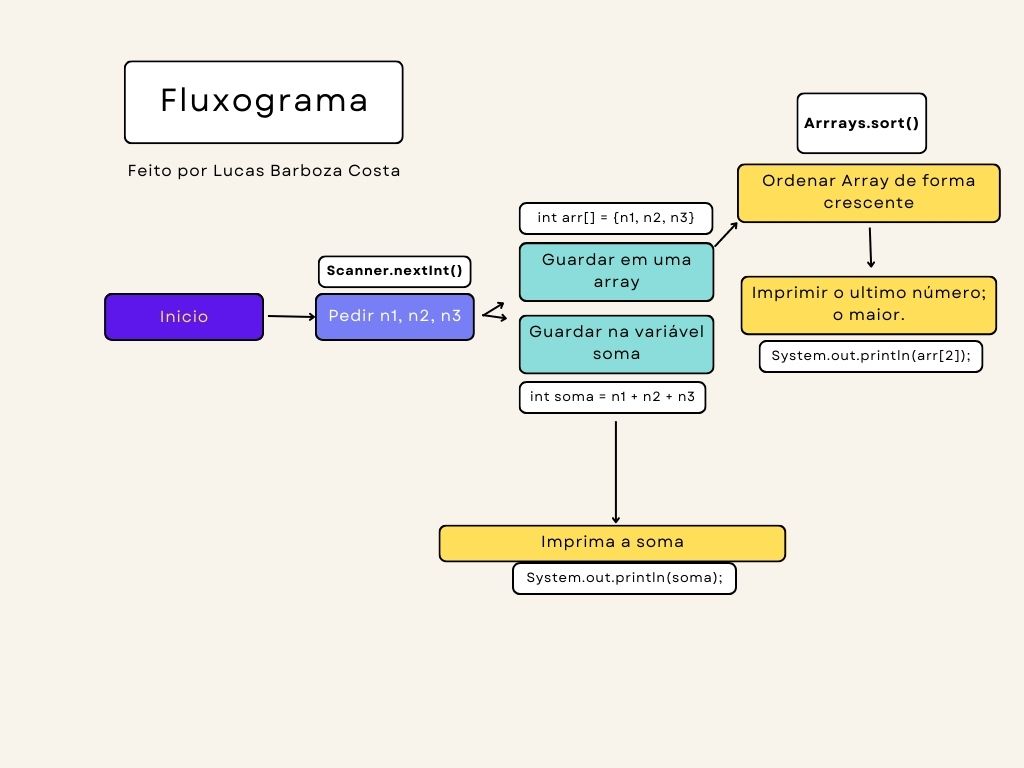 Fluxograma
Feito por Lucas Barboza Costa
Inicio
Scanner.nextInt()
Pedir n1, n2, n3
int arr[] = {n1, n2, n3}
Guardar em uma
array
Guardar na variável
soma
int soma = n1 + n2 + n3
Arrrays.sort()
Ordenar Array de forma
crescente
Imprimir o ultimo número;
o maior.
System.out.println(arr[2]);
Imprima a soma
System.out.println(soma);